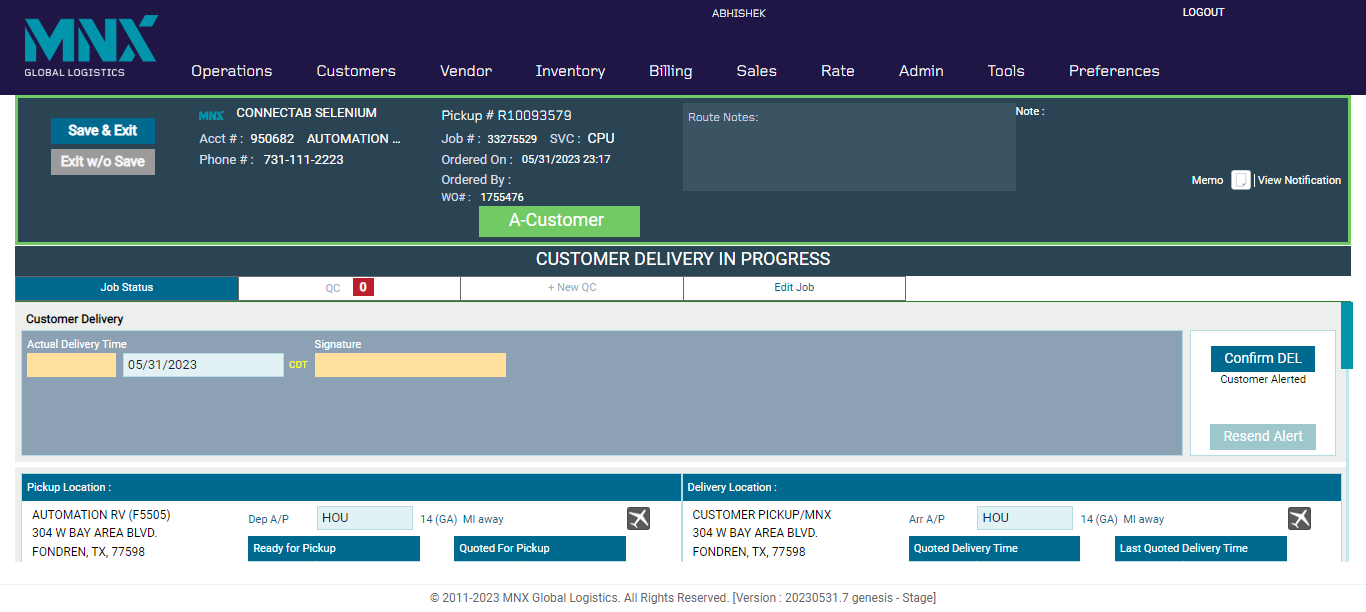 ABHISHEK
LOGOUT
MNX
GLOBAL LOGISTICS
Operations Customers Vendor Inventory Billing Sales Rate Admin Tools Preferences
Save & Exit
Exit w/o Save
MNX CONNECTAB SELENIUM
Acct # : 950682 AUTOMATION ...
Phone # : 731-111-2223
Pickup # R10093579
Job # : 33275529 SVC : CPU
Ordered On : 05/31/2023 23:17
Ordered By :
WO# : 1755476
A-Customer
Route Notes:
Note :
Memo | View Notification
CUSTOMER DELIVERY IN PROGRESS
Job Status QC 0 + New QC Edit Job
Customer Delivery
Actual Delivery Time Signature
05/31/2023 CDT
Confirm DEL
Customer Alerted
Resend Alert
Pickup Location :
AUTOMATION RV (F5505)
304 W BAY AREA BLVD.
FONDREN, TX, 77598
Dep A/P HOU 14 (GA) MI away
Ready for Pickup Quoted For Pickup
Delivery Location :
CUSTOMER PICKUP/MNX
304 W BAY AREA BLVD.
FONDREN, TX, 77598
Arr A/P HOU 14 (GA) MI away
Quoted Delivery Time Last Quoted Delivery Time
© 2011-2023 MNX Global Logistics. All Rights Reserved. [Version : 20230531.7 genesis - Stage]